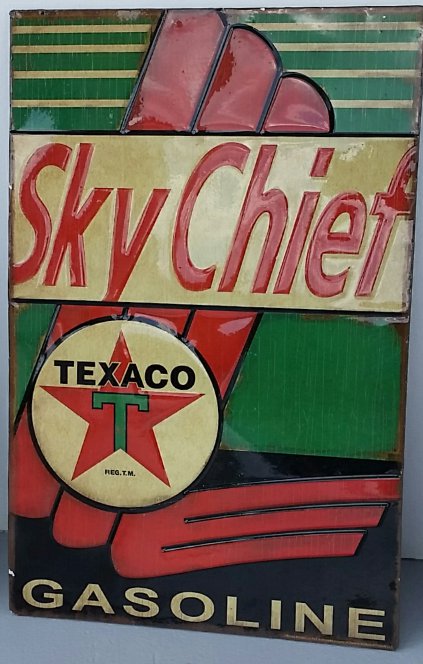 Sky Chief
TEXACO
T
REG. T.M.
GASOLINE